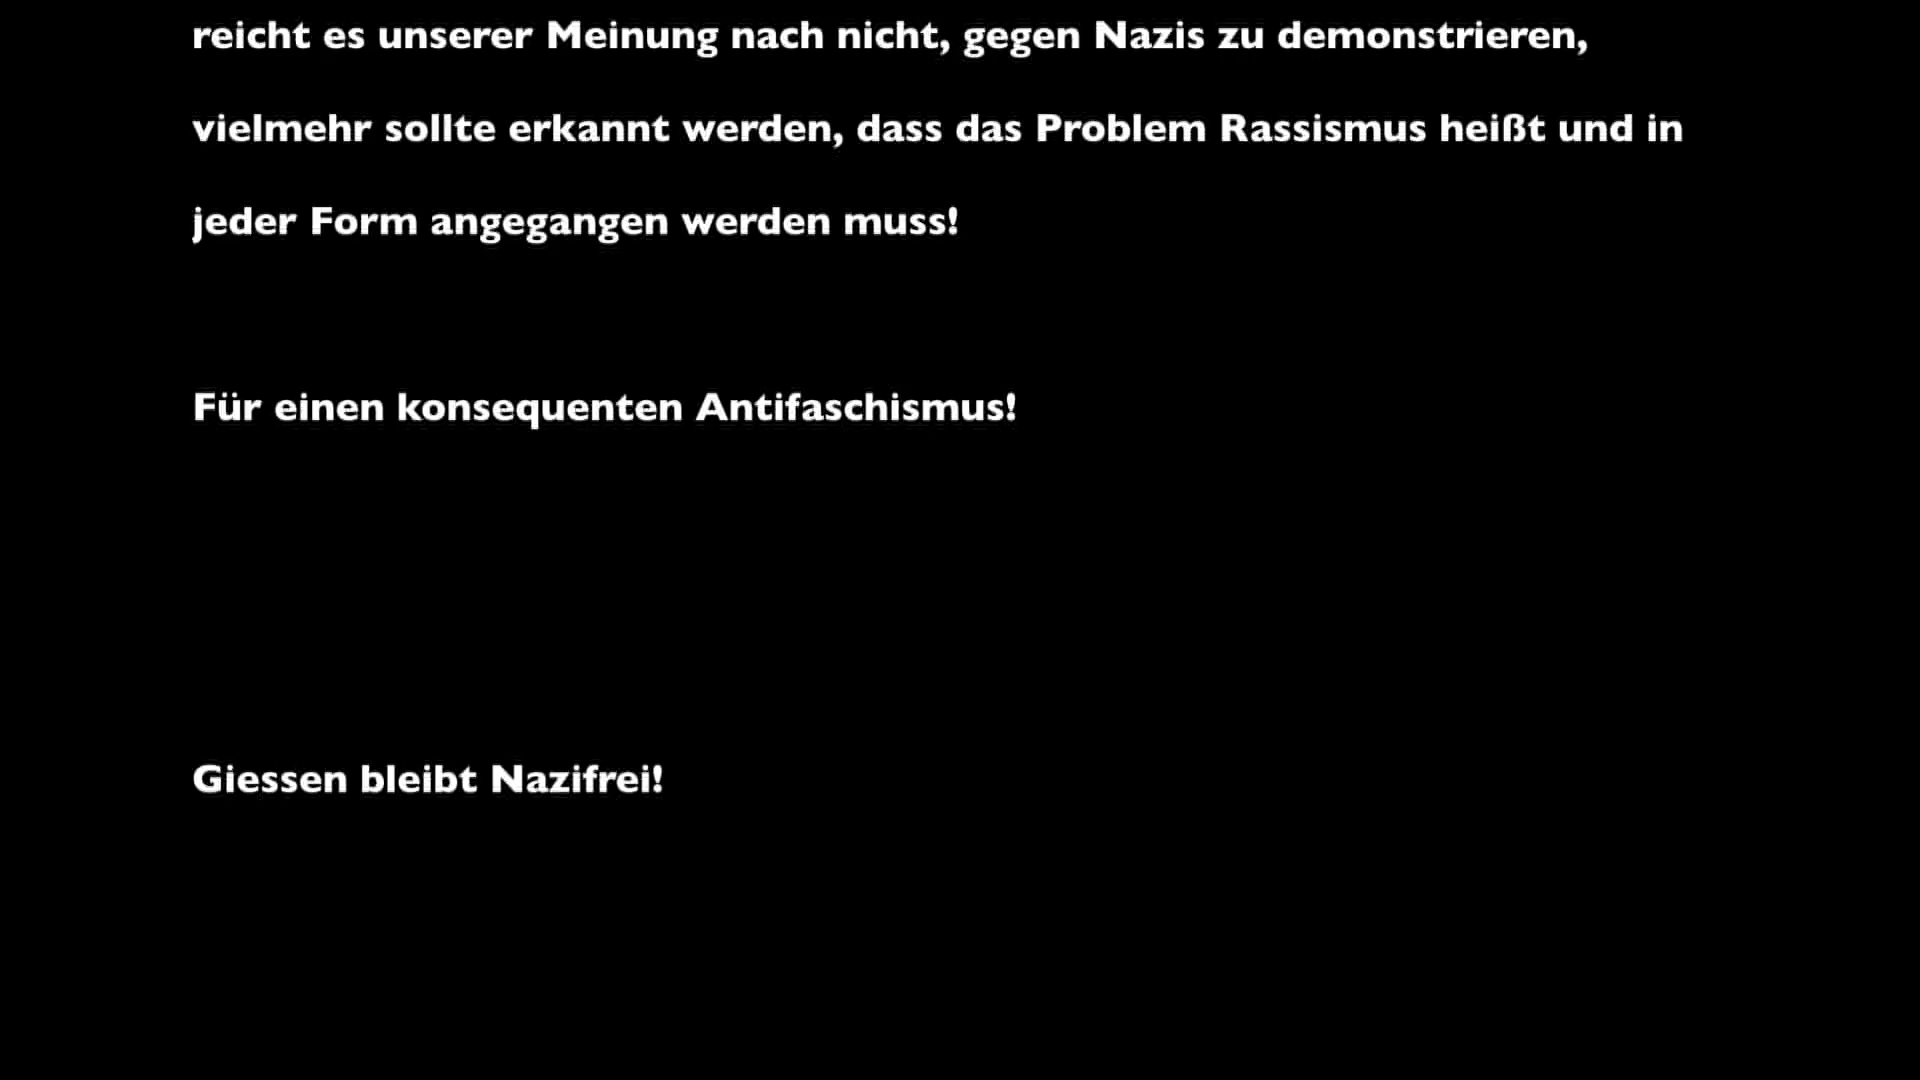 reicht es unserer Meinung nach nicht, gegen Nazis zu demonstrieren,
vielmehr sollte erkannt werden, dass das Problem Rassismus heißt und in
jeder Form angegangen werden muss!
Für einen konsequenten Antifaschismus!
Giessen bleibt Nazifrei!